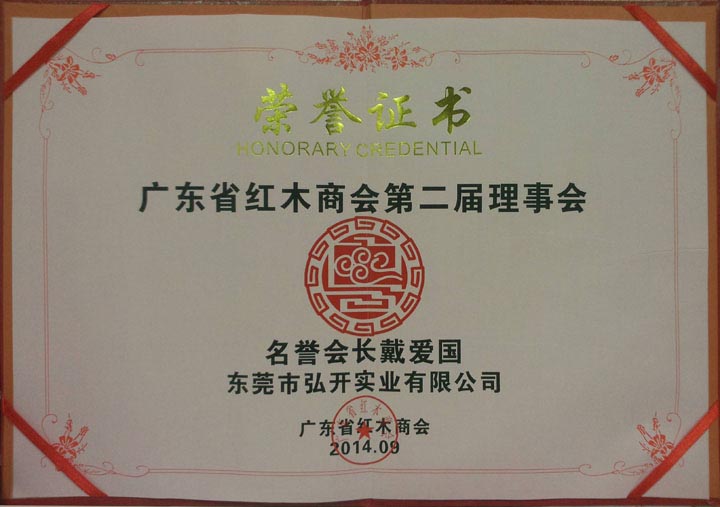 荣誉证书
HONORARY CREDENTIAL
广东省红木商会第二届理事会
名誉会长戴爱国
东莞市弘开实业有限公司
广东省红木商会
2014.09